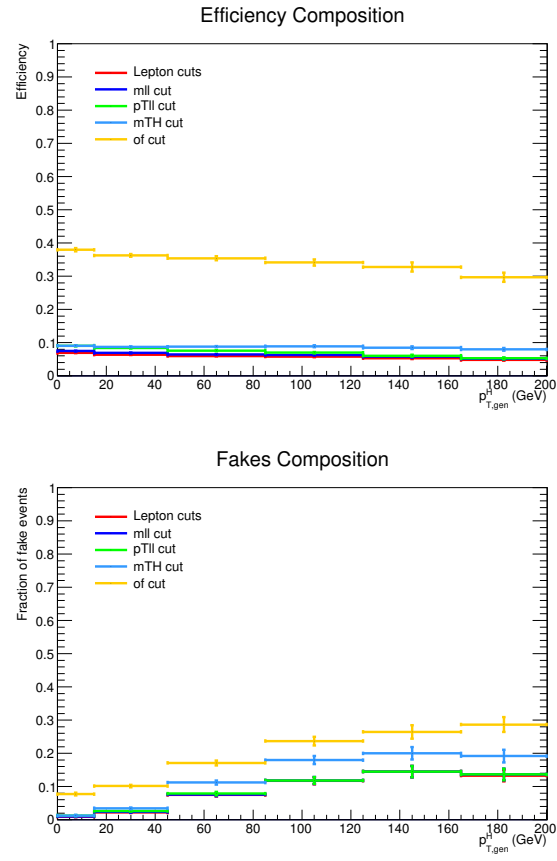 Efficiency Composition
Efficiency
1
0.9
0.8
0.7
0.6
0.5
0.4
0.3
0.2
0.1
0
Lepton cuts
mll cut
pTll cut
mTH cut
of cut
0 20 40 60 80 100 120 140 160 180 200
p^H_T,gen (GeV)
Fakes Composition
Fraction of fake events
1
0.9
0.8
0.7
0.6
0.5
0.4
0.3
0.2
0.1
0
Lepton cuts
mll cut
pTll cut
mTH cut
of cut
0 20 40 60 80 100 120 140 160 180 200
p^H_T,gen (GeV)